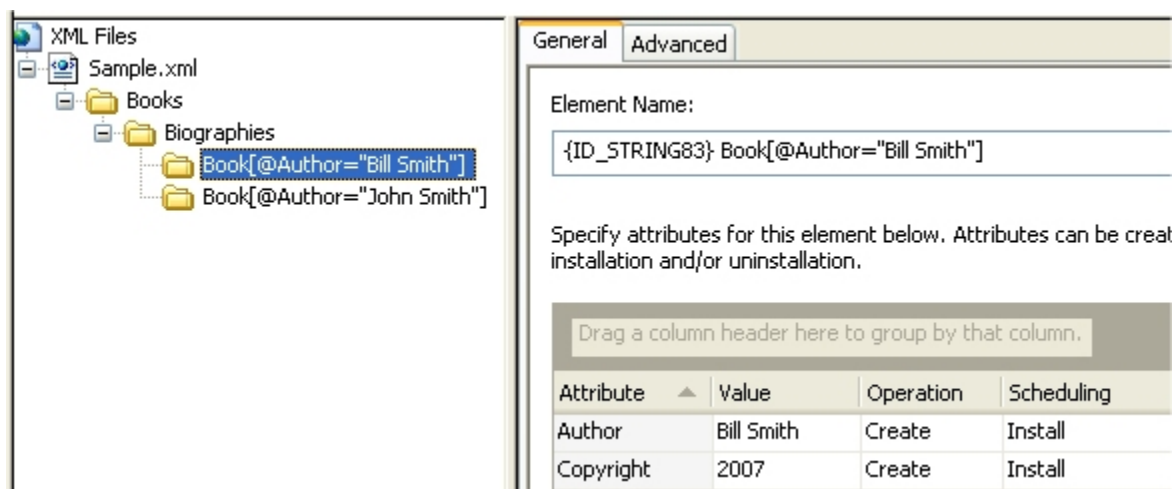 XML Files
Sample.xml
Books
Biographies
Book[@Author="Bill Smith"]
Book[@Author="John Smith"]
General Advanced
Element Name:
{ID_STRING83} Book[@Author="Bill Smith"]
Specify attributes for this element below. Attributes can be creat
installation and/or uninstallation.
Drag a column header here to group by that column.
Attribute Value Operation Scheduling
Author Bill Smith Create Install
Copyright 2007 Create Install